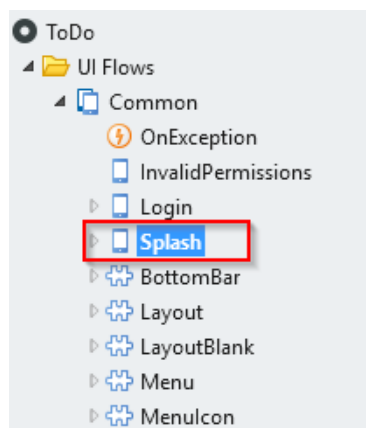 ToDo
UI Flows
Common
OnException
InvalidPermissions
Login
Splash
BottomBar
Layout
LayoutBlank
Menu
MenuIcon